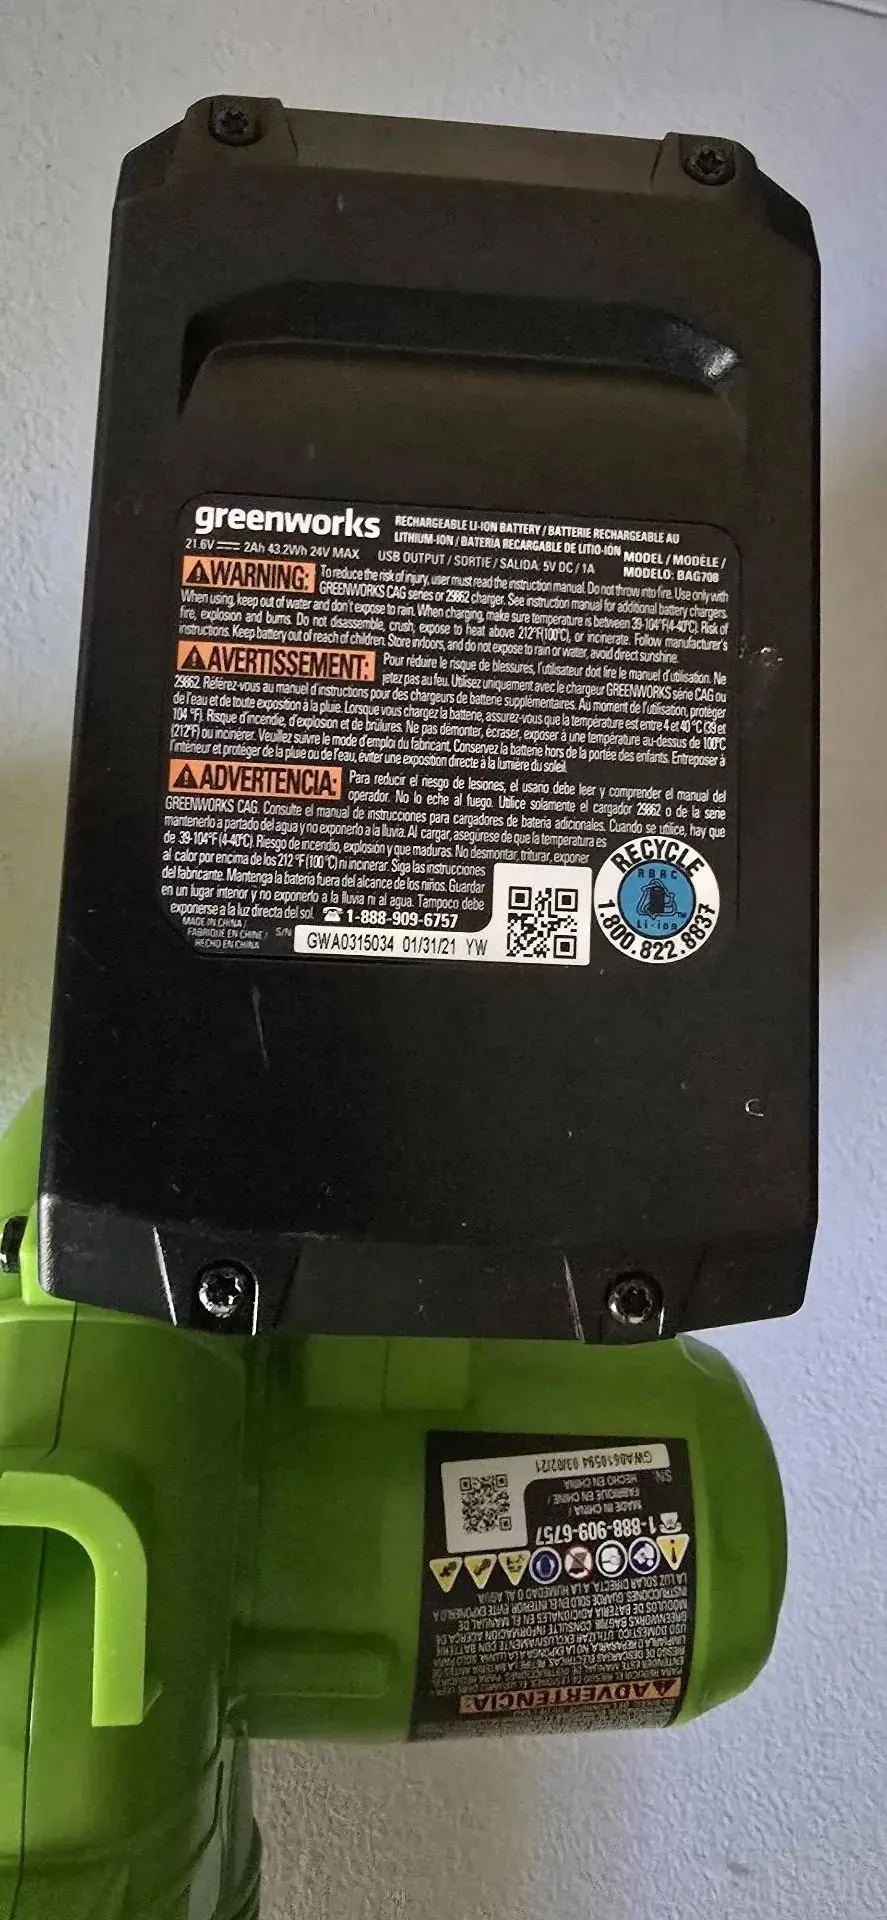 greenworks
RECHARGEABLE LI-ION BATTERY / BATTERIE RECHARGEABLE AU
LITHIUM-ION / BATERÍA RECARGABLE DE LITIO-IÓN
21.6V 2Ah 43.2Wh 24V MAX USB OUTPUT / SORTIE / SALIDA: 5V DC / 1A
MODEL / MODÈLE /
MODELO: BAG708
WARNING: To reduce the risk of injury, user must read the instruction manual. Do not throw into fire. Use only with
GREENWORKS CAG series or 29862 charger. See instruction manual for additional battery chargers.
When using, keep out of water and don't expose to rain. When charging, make sure temperature is between 39-104°F(4-40°C). Risk of
fire, explosion and burns. Do not disassemble, crush, expose to heat above 212°F(100°C), or incinerate. Follow manufacturer's
instructions. Keep battery out of reach of children. Store indoors, and do not expose to rain or water, avoid direct sunshine.
AVERTISSEMENT: Pour réduire le risque de blessures, l'utilisateur doit lire le manuel d'utilisation. Ne
jetez pas au feu. Utilisez uniquement avec le chargeur GREENWORKS série CAG ou
29862. Référez-vous au manuel d'instructions pour des chargeurs de batterie supplémentaires. Au moment de l'utilisation, protéger
de l'eau et de toute exposition à la pluie. Lorsque vous chargez la batterie, assurez-vous que la température est entre 4 et 40 °C (39 et
104 °F). Risque d'incendie, d'explosion et de brûlures. Ne pas démonter, écraser, exposer à une température au-dessus de 100°C
(212°F) ou incinérer. Veuillez suivre le mode d'emploi du fabricant. Conservez la batterie hors de la portée des enfants. Entreposer à
l'intérieur et protéger de la pluie ou de l'eau, éviter une exposition directe à la lumière du soleil.
ADVERTENCIA: Para reducir el riesgo de lesiones, el usario debe leer y comprender el manual del
operador. No lo eche al fuego. Utilice solamente el cargador 29862 o de la serie
GREENWORKS CAG. Consulte el manual de instrucciones para cargadores de batería adicionales. Cuando se utilice, hay que
mantenerlo a partado del agua y no exponerlo a la lluvia. Al cargar, asegúrese de que la temperatura es
de 39-104°F(4-40°C). Riesgo de incendio, explosión y que maduras. No desmontar, triturar, exponer
al calor por encima de los 212 °F (100 °C) ni incinerar. Siga las instrucciones
del fabricante. Mantenga la batería fuera del alcance de los niños. Guardar
en un lugar interior y no exponerlo a la lluvia ni al agua. Tampoco debe
exponerse a la luz directa del sol. 1-888-909-6757
MADE IN CHINA /
FABRIQUÉ EN CHINE /
HECHO EN CHINA
S/N GWA0315034 01/31/21 YW
RECYCLE
RBRC
Li-ion
1.800.822.8837
ADVERTENCIA:
1-888-909-6757
MADE IN CHINA /
FABRIQUÉ EN CHINE /
HECHO EN CHINA
SN:
GWA0610594 03/02/21